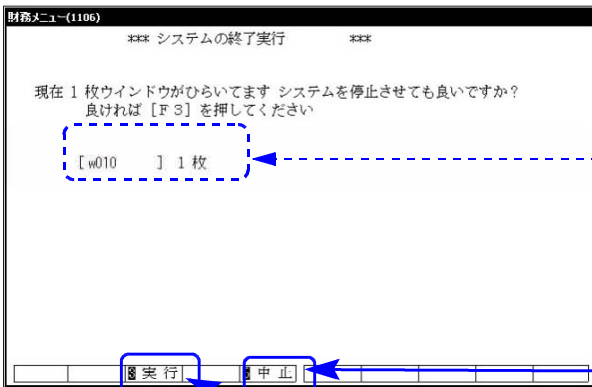 財務メニュー(1106)
*** システムの終了実行 ***
現在 1 枚ウインドウがひらいてます システムを停止させても良いですか?
良ければ [F3] を押してください
[w010 ] 1 枚
実 行 中 止